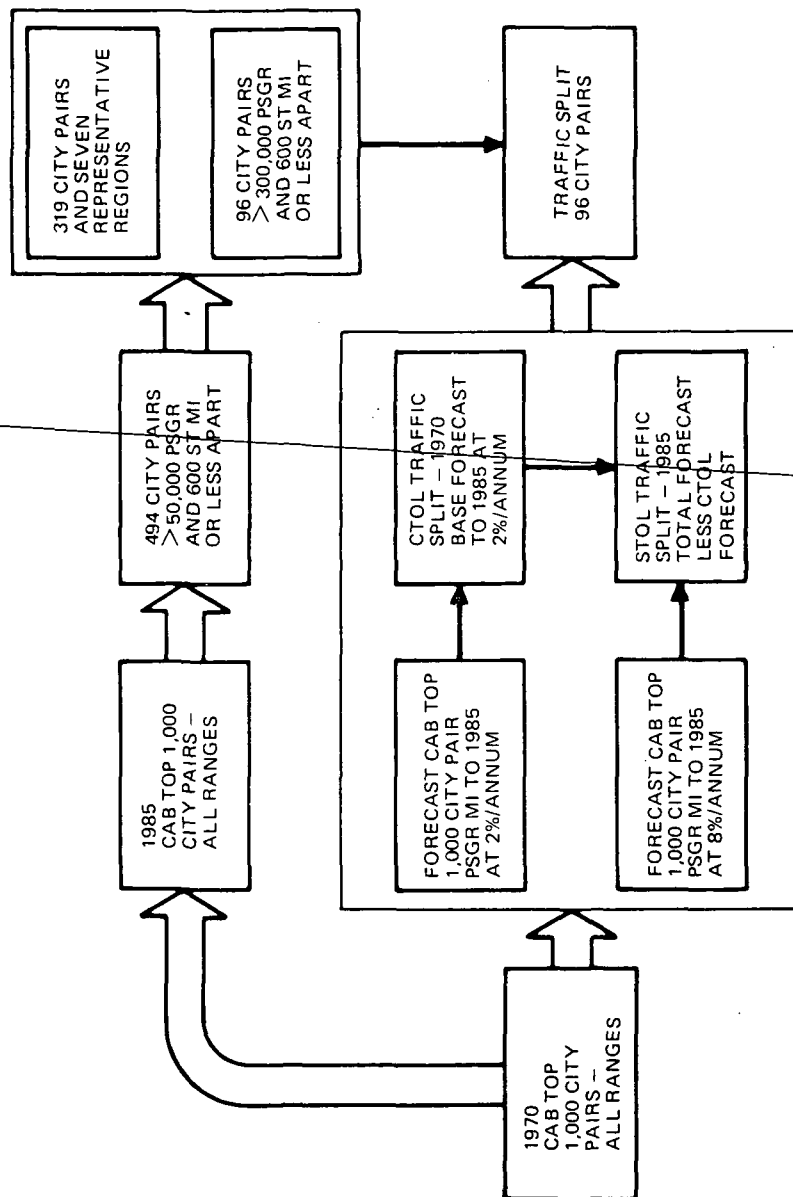 1970
CAB TOP
1,000 CITY
PAIRS –
ALL RANGES
1985
CAB TOP 1,000
CITY PAIRS –
ALL RANGES
494 CITY PAIRS
> 50,000 PSGR
AND 600 ST MI
OR LESS APART
319 CITY PAIRS
AND SEVEN
REPRESENTATIVE
REGIONS
96 CITY PAIRS
> 300,000 PSGR
AND 600 ST MI
OR LESS APART
FORECAST CAB TOP
1,000 CITY PAIR
PSGR MI TO 1985
AT 2%/ANNUM
CTOL TRAFFIC
SPLIT – 1970
BASE FORECAST
TO 1985 AT
2%/ANNUM
FORECAST CAB TOP
1,000 CITY PAIR
PSGR MI TO 1985
AT 8%/ANNUM
STOL TRAFFIC
SPLIT – 1985
TOTAL FORECAST
LESS CTOL
FORECAST
TRAFFIC SPLIT
96 CITY PAIRS